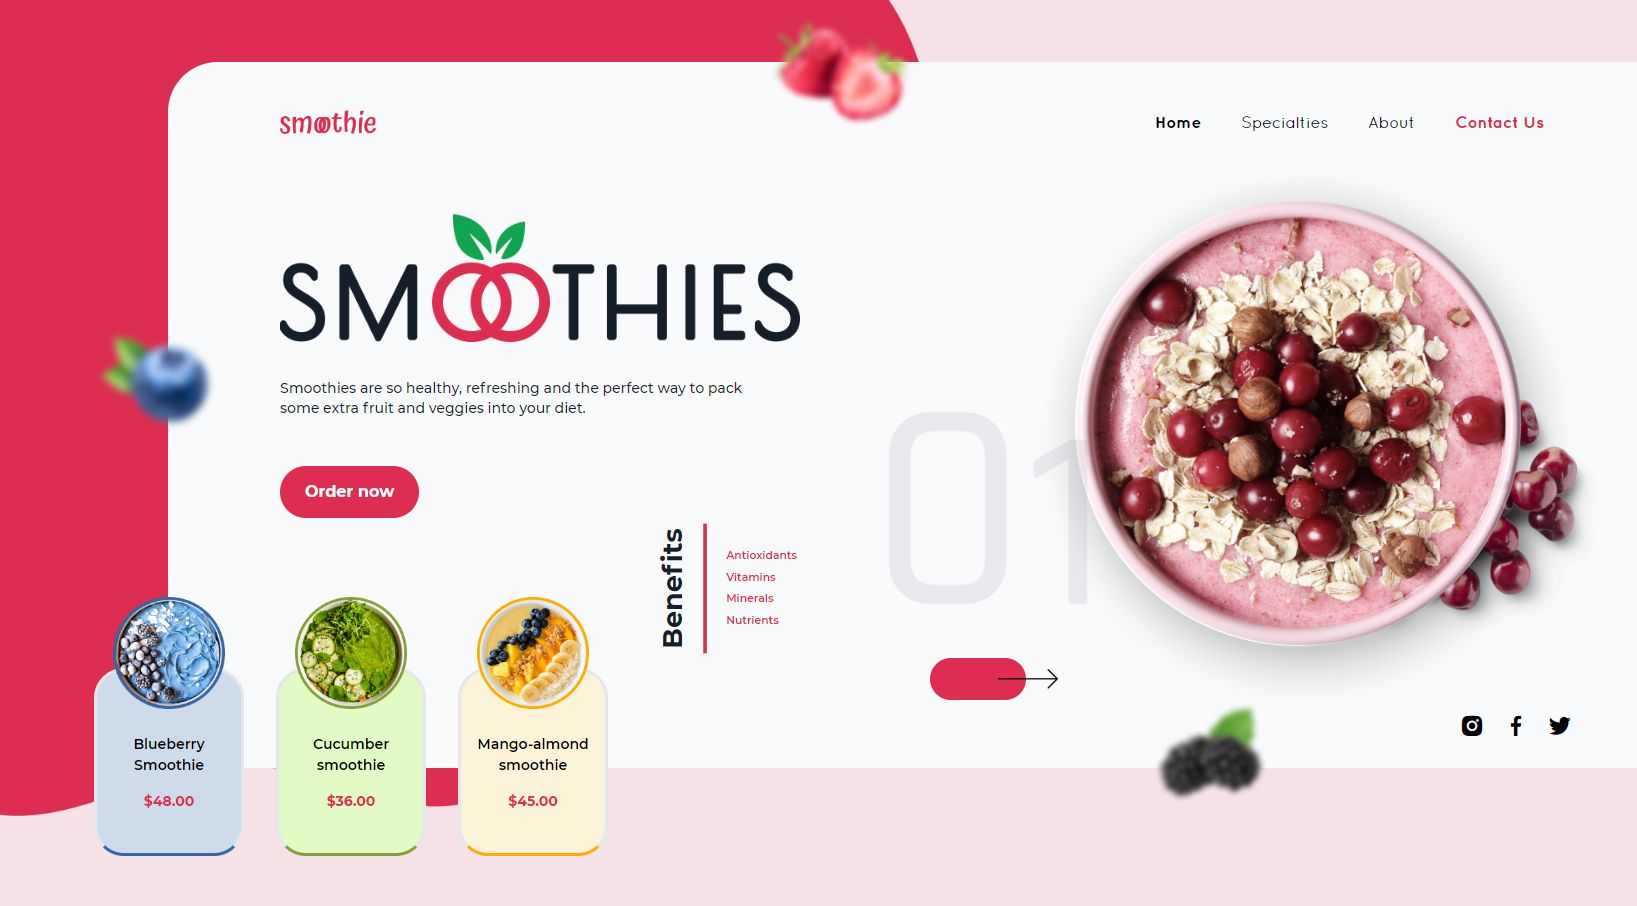 smoothie
Home
Specialties
About
Contact Us
SMOOTHIES
Smoothies are so healthy, refreshing and the perfect way to pack
some extra fruit and veggies into your diet.
Order now
Benefits
Antioxidants
Vitamins
Minerals
Nutrients
01
Blueberry
Smoothie
$48.00
Cucumber
smoothie
$36.00
Mango-almond
smoothie
$45.00